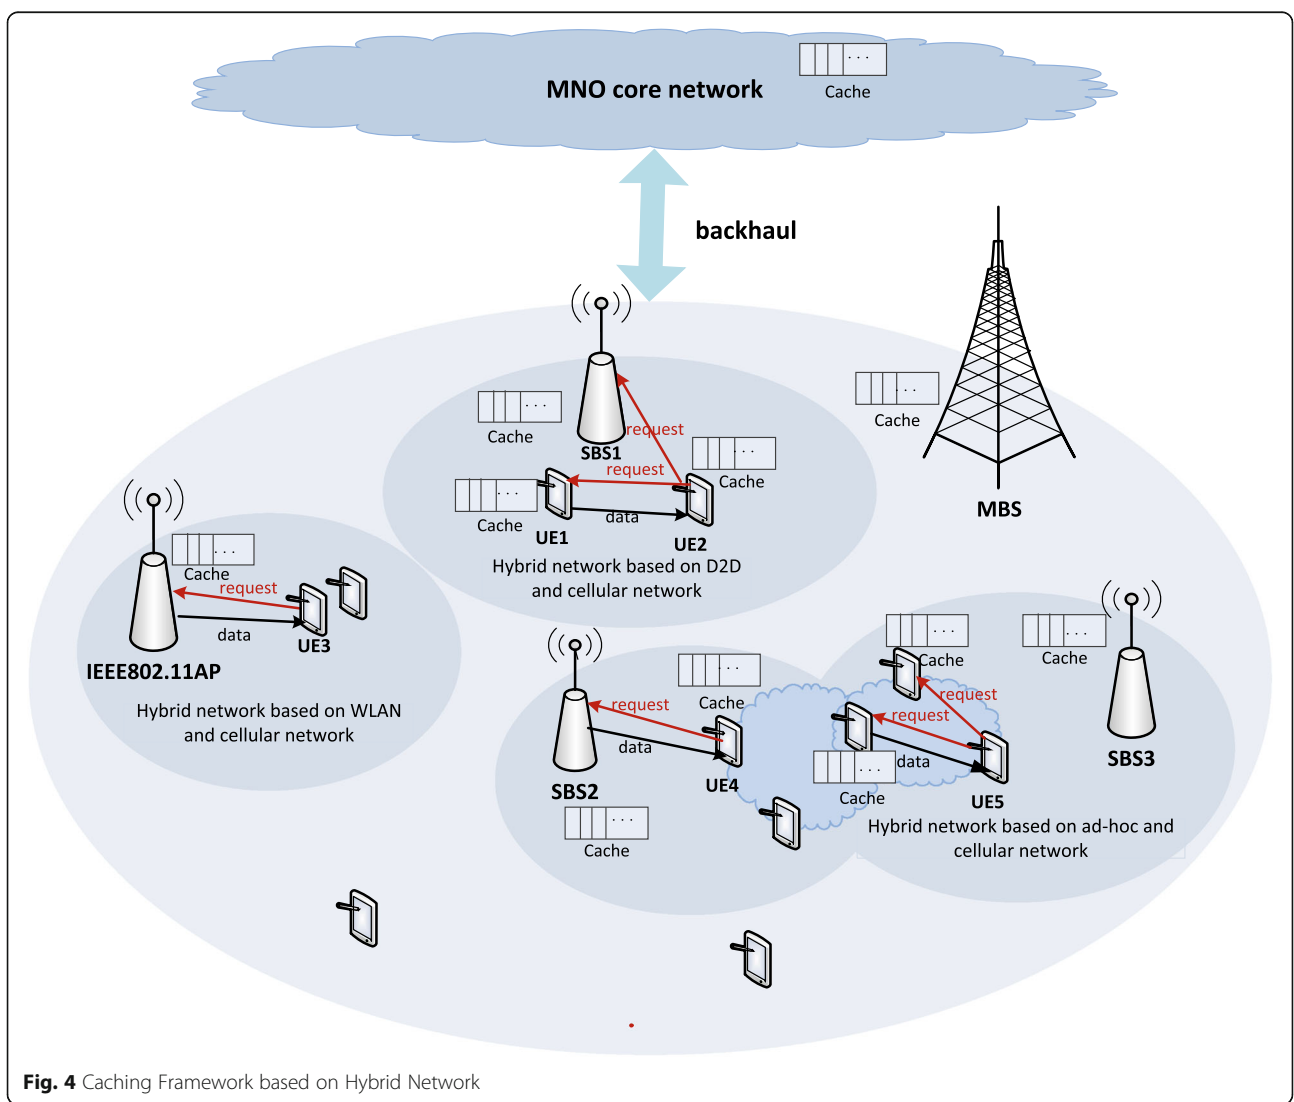 MNO core network
. . .
Cache
backhaul
. . .
Cache
MBS
. . .
Cache
request
SBS1
request
. . .
Cache
. . .
Cache
data
UE1
UE2
Hybrid network based on D2D
and cellular network
. . .
Cache
request
data
UE3
IEEE802.11AP
Hybrid network based on WLAN
and cellular network
. . .
Cache
request
data
UE4
SBS2
. . .
Cache
. . .
Cache
. . .
Cache
request
request
data
. . .
Cache
UE5
SBS3
Hybrid network based on ad-hoc and
cellular network
Fig. 4 Caching Framework based on Hybrid Network